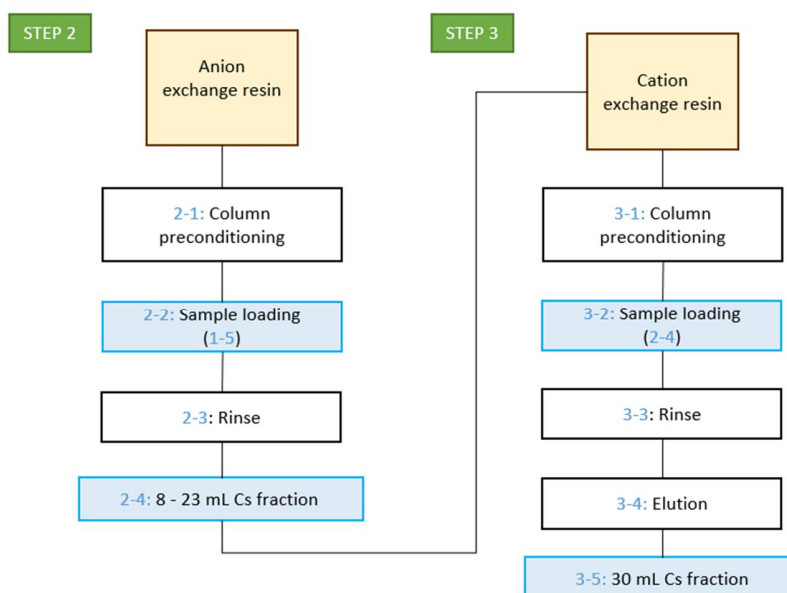 STEP 2
Anion
exchange resin
2-1: Column
preconditioning
2-2: Sample loading
(1-5)
2-3: Rinse
2-4: 8 - 23 mL Cs fraction
STEP 3
Cation
exchange resin
3-1: Column
preconditioning
3-2: Sample loading
(2-4)
3-3: Rinse
3-4: Elution
3-5: 30 mL Cs fraction